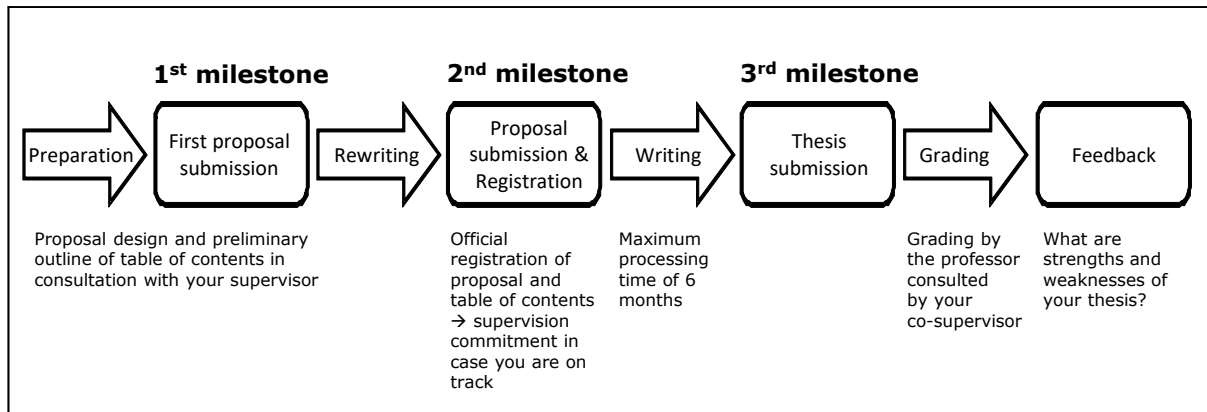 1st milestone
2nd milestone
3rd milestone
Preparation
First proposal
submission
Rewriting
Proposal
submission &
Registration
Writing
Thesis
submission
Grading
Feedback
Proposal design and preliminary
outline of table of contents in
consultation with your supervisor
Official
registration of
proposal and
table of contents
→ supervision
commitment in
case you are on
track
Maximum
processing
time of 6
months
Grading by
the professor
consulted
by your
co-supervisor
What are
strengths and
weaknesses of
your thesis?